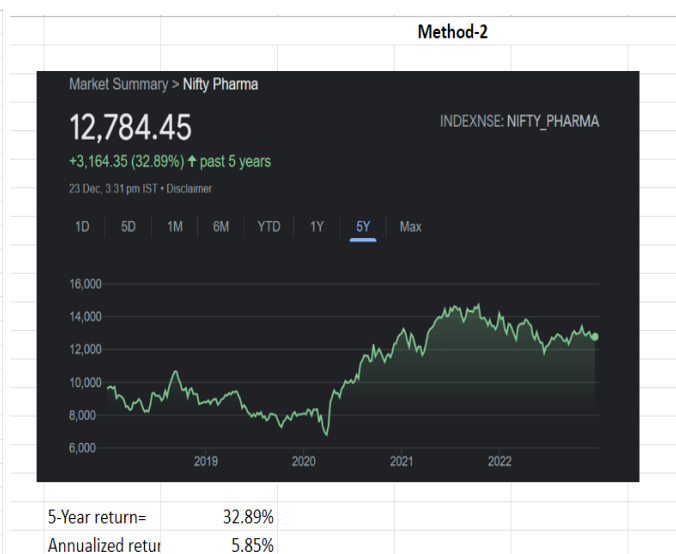 Method-2
Market Summary > Nifty Pharma
12,784.45
INDEXNSE: NIFTY_PHARMA
+3,164.35 (32.89%) ↑ past 5 years
23 Dec, 3:31 pm IST • Disclaimer
1D 5D 1M 6M YTD 1Y 5Y Max
16,000
14,000
12,000
10,000
8,000
6,000
2019 2020 2021 2022
5-Year return= 32.89%
Annualized retur 5.85%